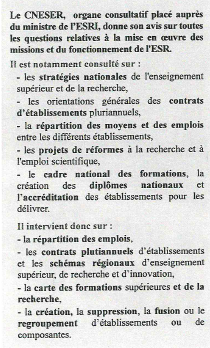 Le CNESER, organe consultatif placé auprès
du ministre de l'ESRI, donne son avis sur toutes
les questions relatives à la mise en œuvre des
missions et du fonctionnement de l'ESR.
Il est notamment consulté sur :
- les stratégies nationales de l'enseignement
supérieur et de la recherche,
- les orientations générales des contrats
d'établissements pluriannuels,
- la répartition des moyens et des emplois
entre les différents établissements,
- les projets de réformes à la recherche et à
l'emploi scientifique,
- le cadre national des formations, la
création des diplômes nationaux et
l'accréditation des établissements pour les
délivrer.
Il intervient donc sur :
- la répartition des emplois,
- les contrats plutiannuels d'établissements
et les schémas régionaux d'enseignement
supérieur, de recherche et d'innovation,
- la carte des formations supérieures et de la
recherche,
- la création, la suppression, la fusion ou le
regroupement d'établissements ou de
composantes.